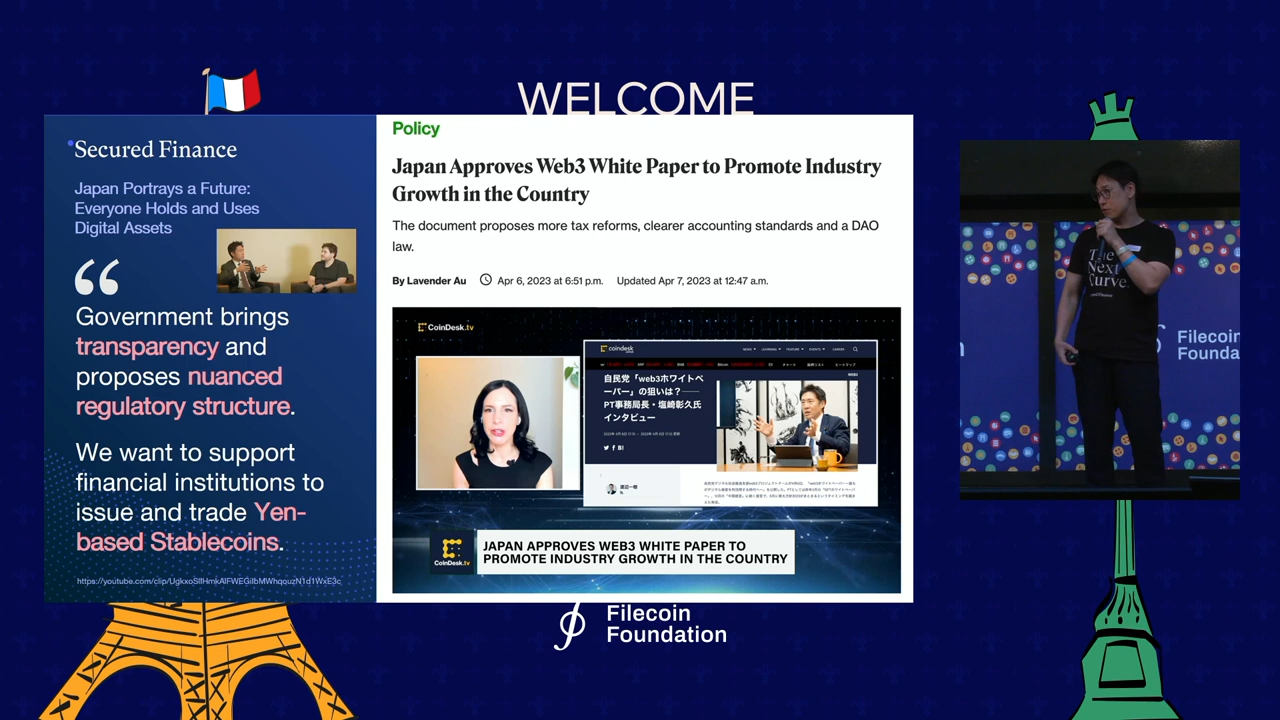 WELCOME
Secured Finance
Japan Portrays a Future:
Everyone Holds and Uses
Digital Assets
“
Government brings
transparency and
proposes nuanced
regulatory structure.
We want to support
financial institutions to
issue and trade Yen-
based Stablecoins.
Policy
Japan Approves Web3 White Paper to Promote Industry
Growth in the Country
The document proposes more tax reforms, clearer accounting standards and a DAO
law.
By Lavender Au Apr 6, 2023 at 6:51 p.m. Updated Apr 7, 2023 at 12:47 a.m.
CoinDesk.tv
coindesk
自民党「web3ホワイトペ
ーパー」の狙いは？──
PT事務局長・塩崎彰久氏
インタビュー
CoinDesk.tv
JAPAN APPROVES WEB3 WHITE PAPER TO
PROMOTE INDUSTRY GROWTH IN THE COUNTRY
The
Next
Curve.
Filecoin
Founda
Filecoin
Foundation